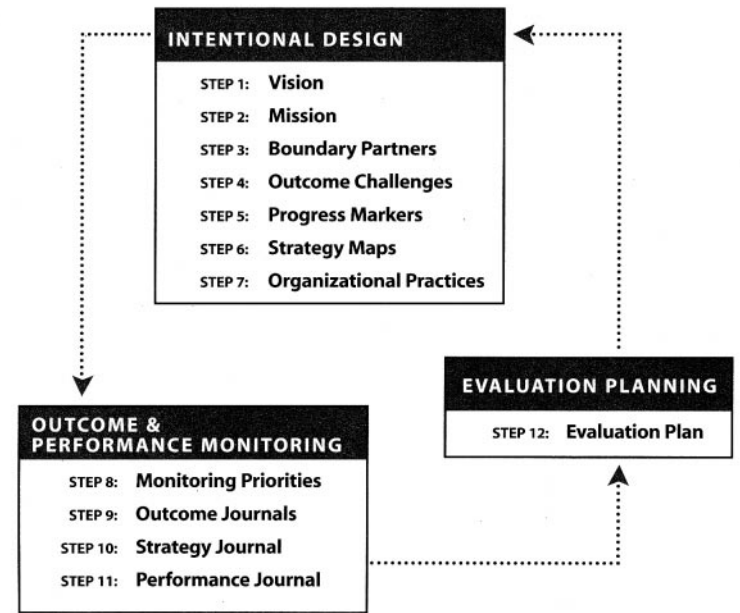 INTENTIONAL DESIGN
STEP 1: Vision
STEP 2: Mission
STEP 3: Boundary Partners
STEP 4: Outcome Challenges
STEP 5: Progress Markers
STEP 6: Strategy Maps
STEP 7: Organizational Practices
OUTCOME &
PERFORMANCE MONITORING
STEP 8: Monitoring Priorities
STEP 9: Outcome Journals
STEP 10: Strategy Journal
STEP 11: Performance Journal
EVALUATION PLANNING
STEP 12: Evaluation Plan